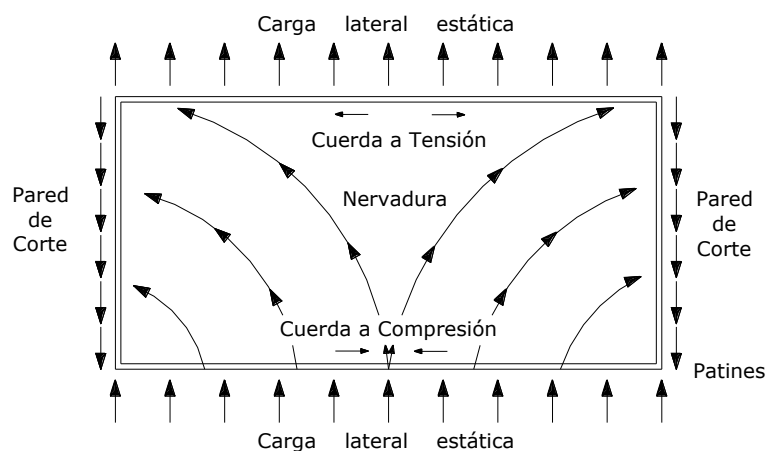 Carga lateral estática
Cuerda a Tensión
Nervadura
Pared
de
Corte
Pared
de
Corte
Cuerda a Compresión
Patines
Carga lateral estática